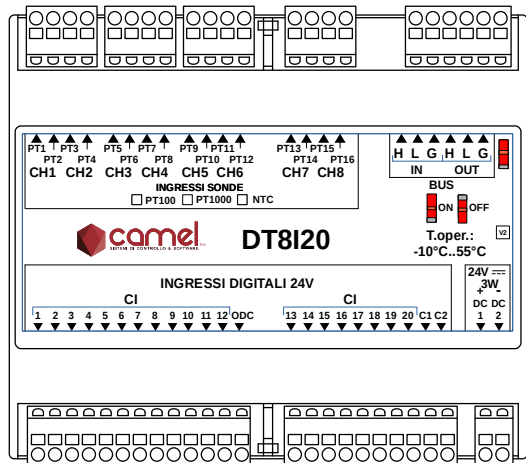 PT1 PT3 PT5 PT7 PT9 PT11 PT13 PT15
PT2 PT4 PT6 PT8 PT10 PT12 PT14 PT16
CH1 CH2 CH3 CH4 CH5 CH6 CH7 CH8
INGRESSI SONDE
PT100 PT1000 NTC
H L G H L G
IN OUT
BUS
ON OFF
camel
SISTEMI DI CONTROLLO & SOFTWARE
DT8I20
T.oper.:
-10°C..55°C
V2
INGRESSI DIGITALI 24V
CI CI
1 2 3 4 5 6 7 8 9 10 11 12 ODC 13 14 15 16 17 18 19 20 C1 C2
24V
3W
+ -
DC DC
1 2